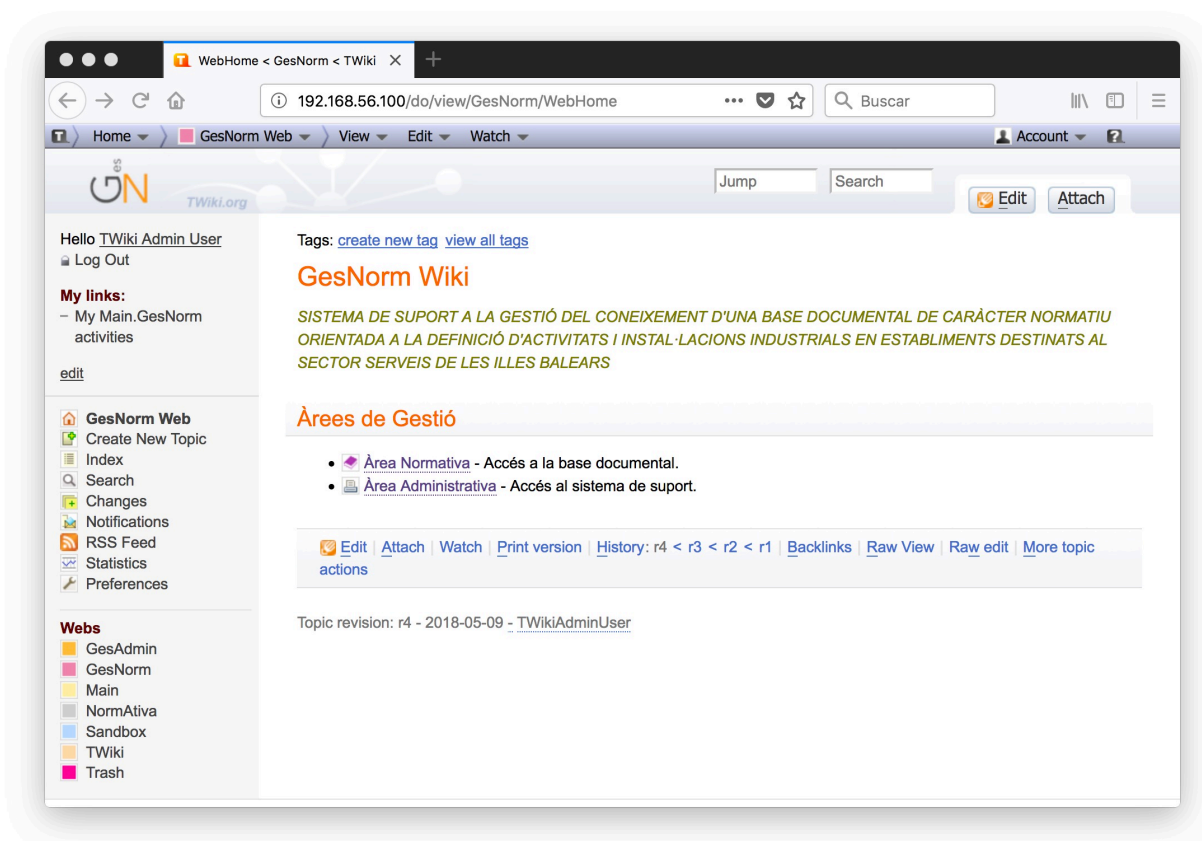 WebHome < GesNorm < TWiki
192.168.56.100/do/view/GesNorm/WebHome
Buscar
Home
GesNorm Web
View
Edit
Watch
Account
es
GN
TWiki.org
Jump
Search
Edit
Attach
Hello TWiki Admin User
Log Out
My links:
– My Main.GesNorm
activities
edit
GesNorm Web
Create New Topic
Index
Search
Changes
Notifications
RSS Feed
Statistics
Preferences
Webs
GesAdmin
GesNorm
Main
NormAtiva
Sandbox
TWiki
Trash
Tags: create new tag view all tags
GesNorm Wiki
SISTEMA DE SUPORT A LA GESTIÓ DEL CONEIXEMENT D'UNA BASE DOCUMENTAL DE CARÀCTER NORMATIU
ORIENTADA A LA DEFINICIÓ D'ACTIVITATS I INSTAL·LACIONS INDUSTRIALS EN ESTABLIMENTS DESTINATS AL
SECTOR SERVEIS DE LES ILLES BALEARS
Àrees de Gestió
• Àrea Normativa - Accés a la base documental.
• Àrea Administrativa - Accés al sistema de suport.
Edit | Attach | Watch | Print version | History: r4 < r3 < r2 < r1 | Backlinks | Raw View | Raw edit | More topic
actions
Topic revision: r4 - 2018-05-09 - TWikiAdminUser